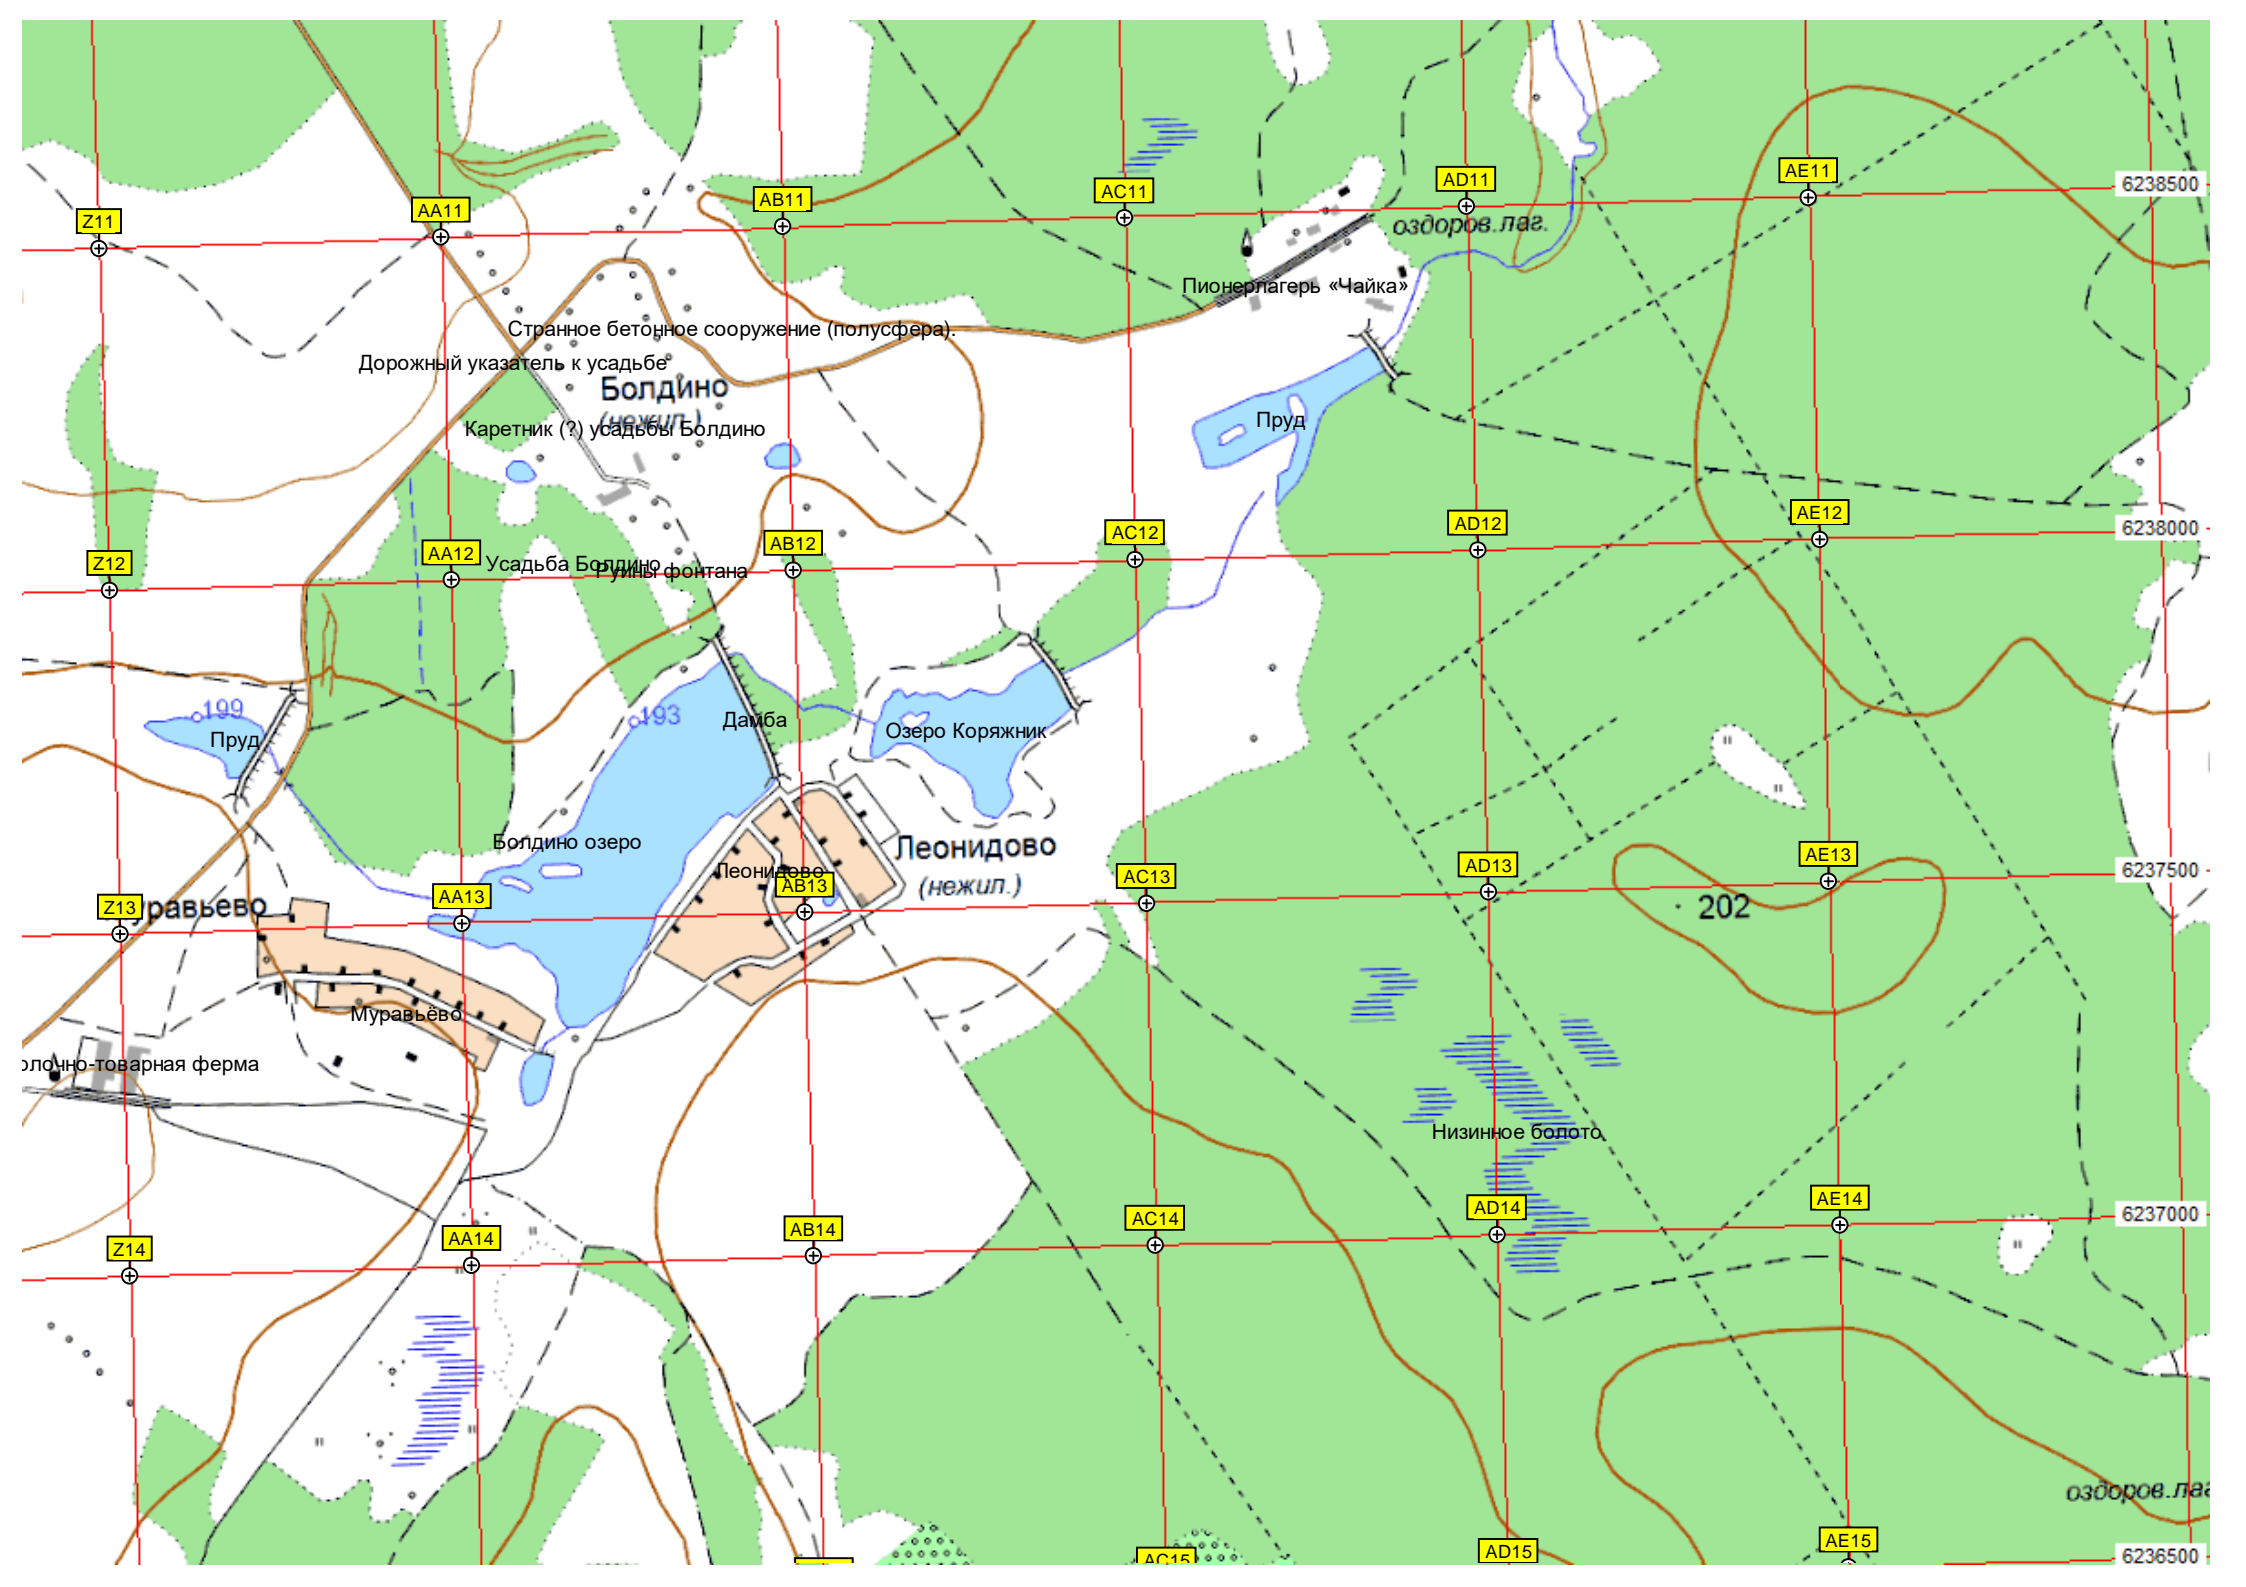 AE11
AD11
6238500
AC11
AB11
AA11
Z11
оздоров.лаг.
Пионерлагерь «Чайка»
Странное бетонное сооружение (полусфера).
Дорожный указатель к усадьбе
Болдино
(нежил.)
Пруд
Каретник (?) усадьбы Болдино
AE12
AD12
6238000
AC12
AB12
AA12
Z12
Усадьба Болдино
Руины фонтана
199
193
Дамба
Озеро Коряжник
Пруд
Болдино озеро
Леонидово
(нежил.)
Леонидово
AE13
AD13
6237500
AC13
AB13
AA13
Z13
уравьево
202
Муравьёво
олочно-товарная ферма
Низинное болото
AE14
AD14
6237000
AC14
AB14
AA14
Z14
оздоров.лаг
AE15
AD15
6236500
AC15